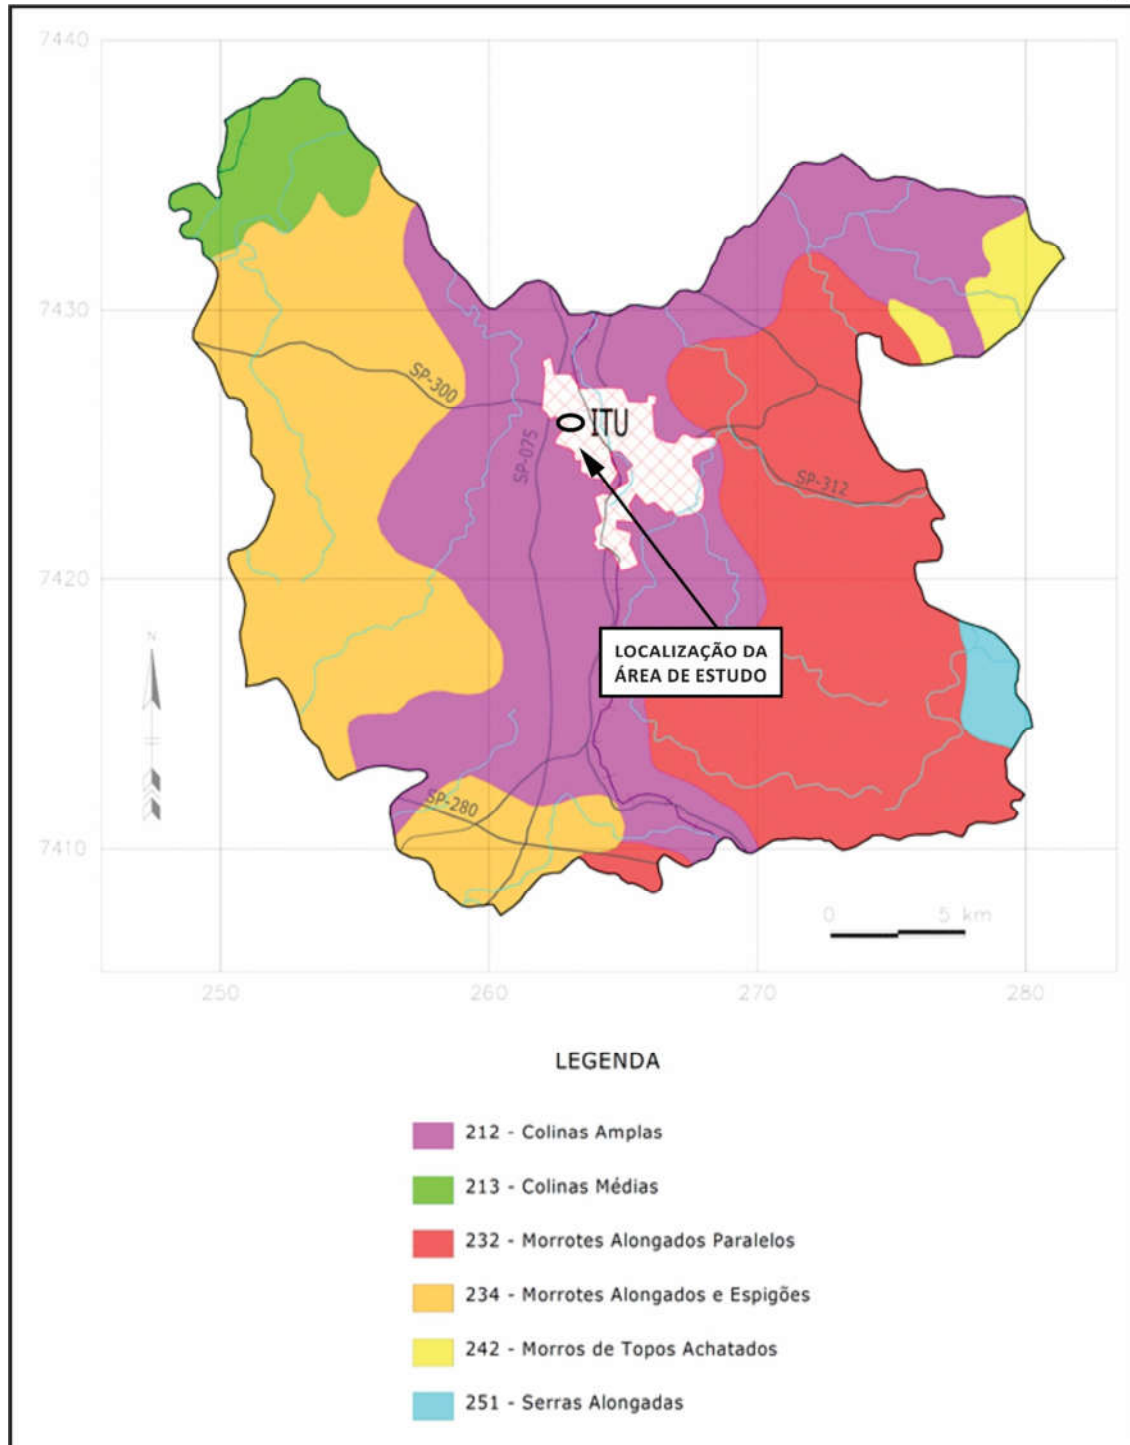 7440
7430
SP-300
ITU
SP-075
SP-312
7420
LOCALIZAÇÃO DA
ÁREA DE ESTUDO
N
SP-280
7410
0 5 km
250 260 270 280
LEGENDA
212 - Colinas Amplas
213 - Colinas Médias
232 - Morrotes Alongados Paralelos
234 - Morrotes Alongados e Espigões
242 - Morros de Topos Achatados
251 - Serras Alongadas